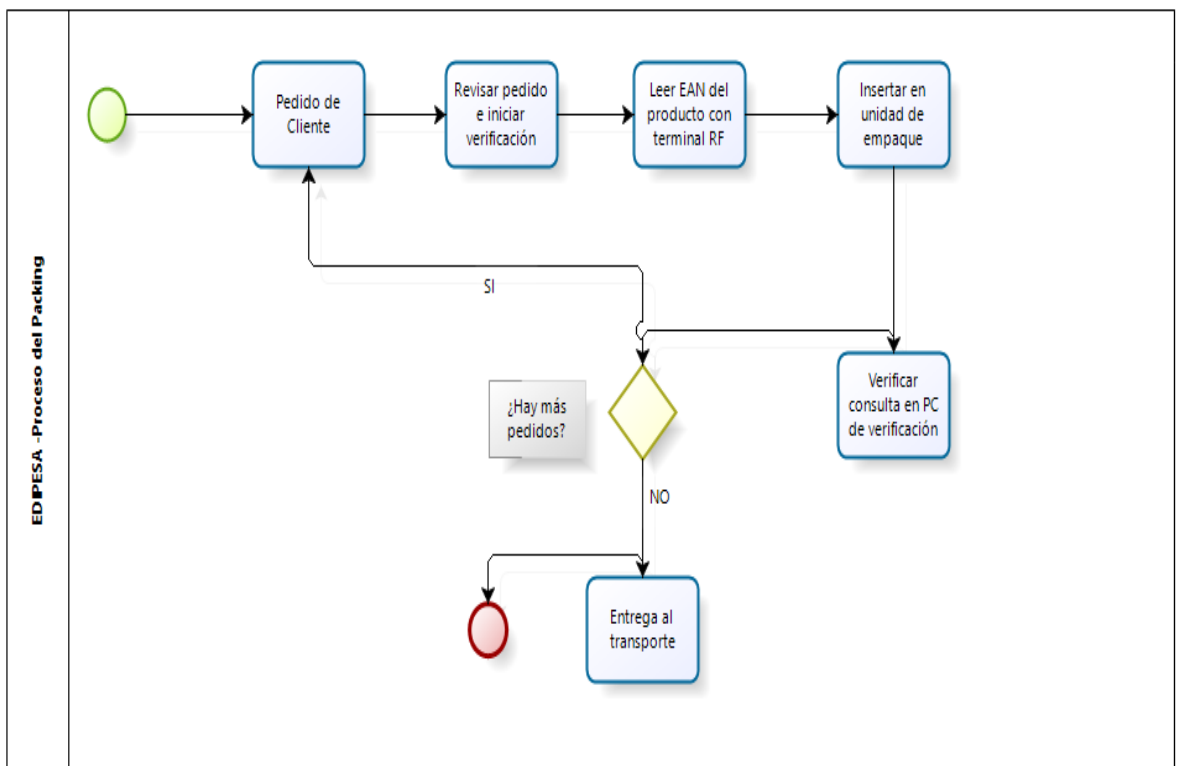 EDIPESA -Proceso del Packing
Pedido de
Cliente
Revisar pedido
e iniciar
verificación
Leer EAN del
producto con
terminal RF
Insertar en
unidad de
empaque
SI
¿Hay más
pedidos?
Verificar
consulta en PC
de verificación
NO
Entrega al
transporte